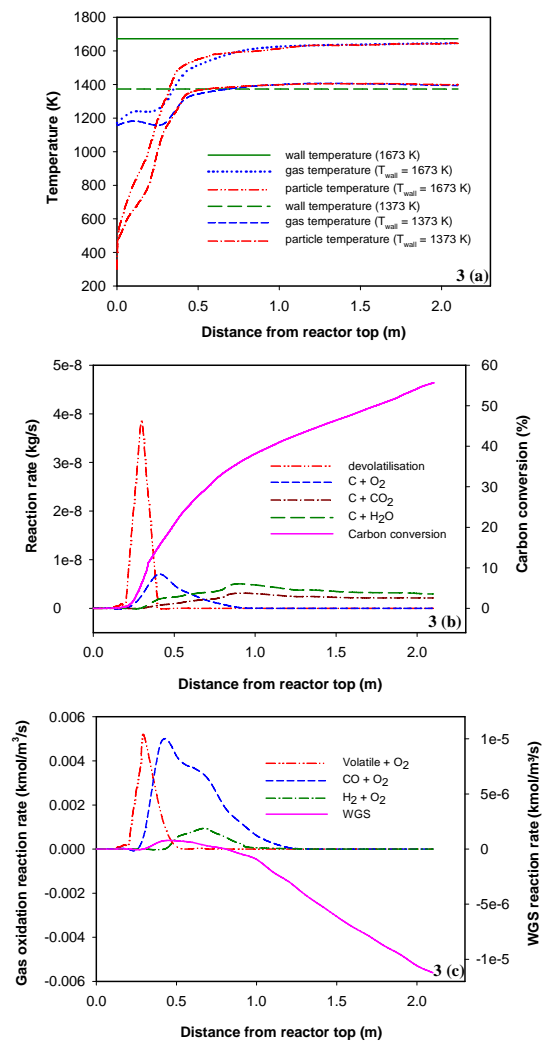 1800
1600
1400
1200
1000
800
600
400
200
Temperature (K)
wall temperature (1673 K)
gas temperature (Twall = 1673 K)
particle temperature (Twall = 1673 K)
wall temperature (1373 K)
gas temperature (Twall = 1373 K)
particle temperature (Twall = 1373 K)
3 (a)
0.0 0.5 1.0 1.5 2.0
Distance from reactor top (m)
5e-8
4e-8
3e-8
2e-8
1e-8
0
Reaction rate (kg/s)
devolatilisation
C + O2
C + CO2
C + H2O
Carbon conversion
60
50
40
30
20
10
0
Carbon conversion (%)
3 (b)
0.0 0.5 1.0 1.5 2.0
Distance from reactor top (m)
0.006
0.004
0.002
0.000
-0.002
-0.004
-0.006
Gas oxidation reaction rate (kmol/m³/s)
Volatile + O2
CO + O2
H2 + O2
WGS
1e-5
5e-6
0
-5e-6
-1e-5
WGS reaction rate (kmol/m³/s)
3 (c)
0.0 0.5 1.0 1.5 2.0
Distance from reactor top (m)